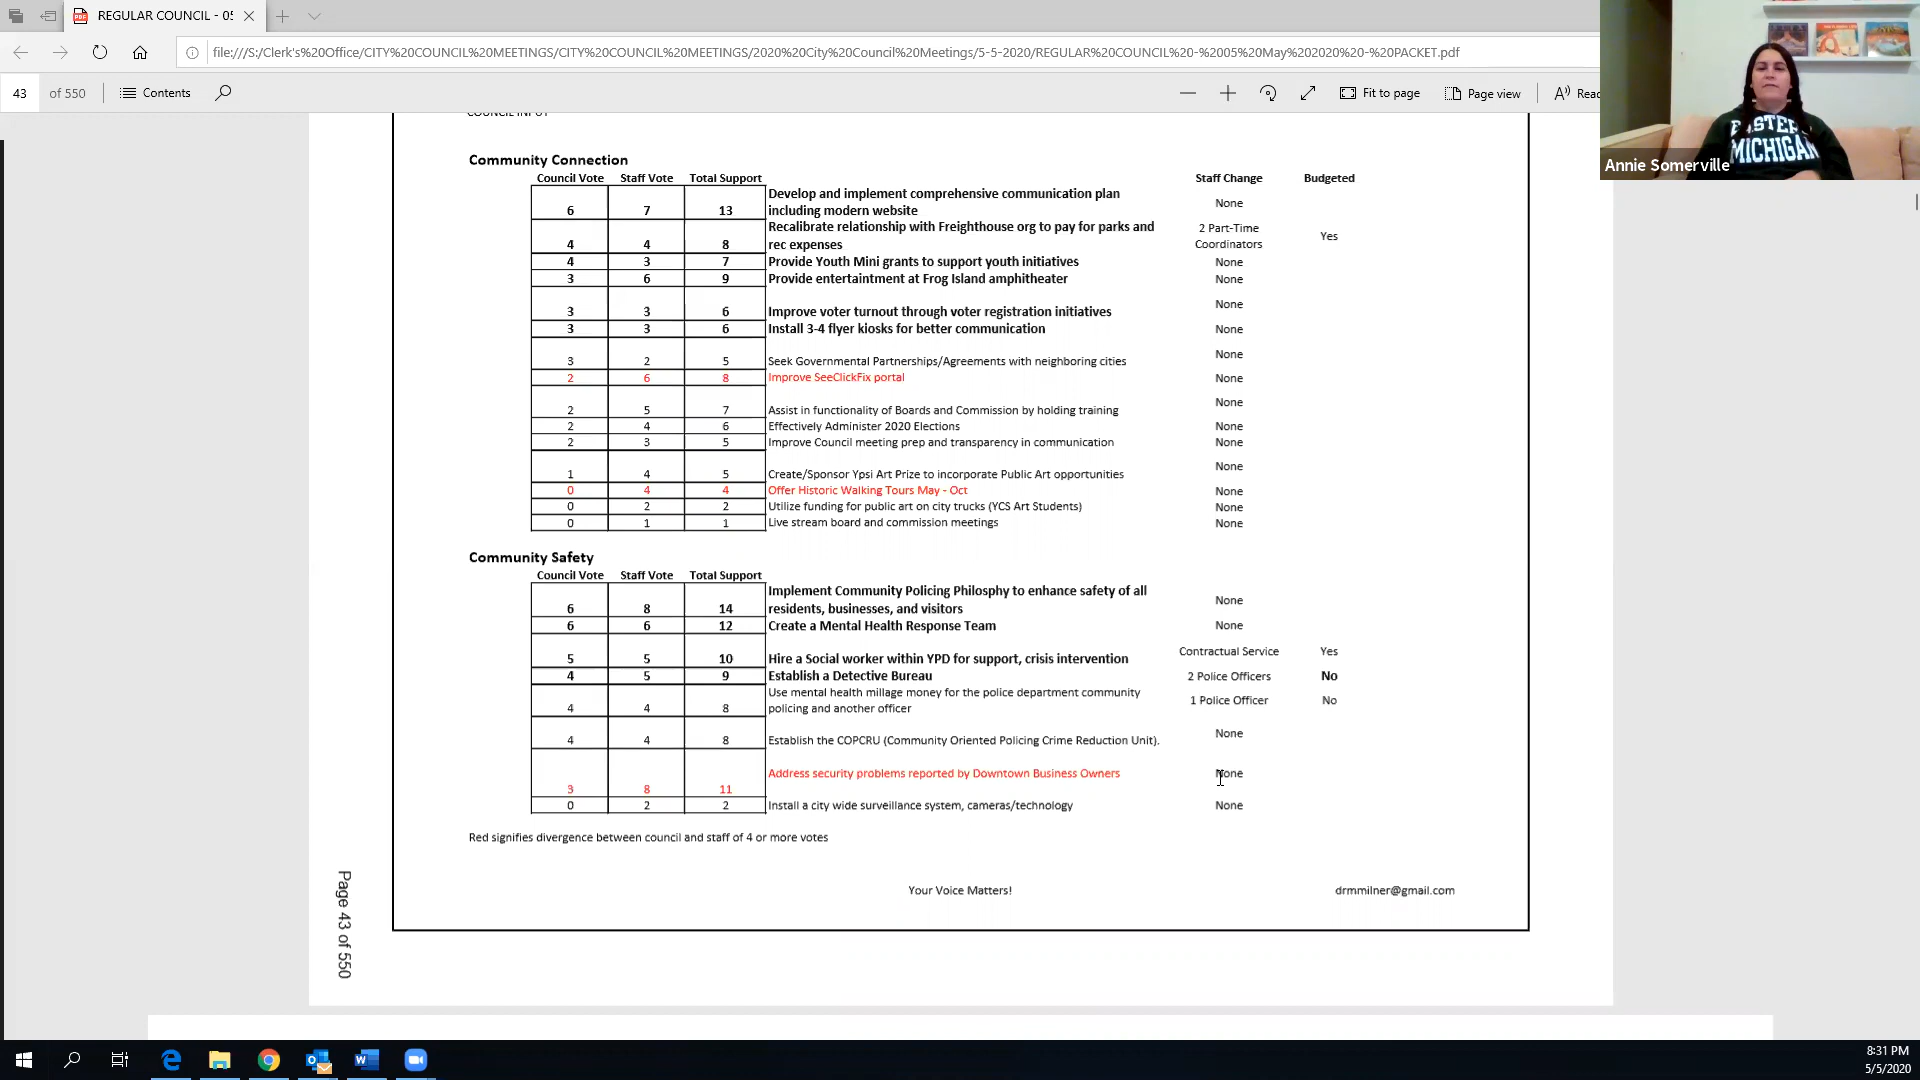 REGULAR COUNCIL - 05
file:///S:/Clerk's%20Office/CITY%20COUNCIL%20MEETINGS/CITY%20COUNCIL%20MEETINGS/2020%20City%20Council%20Meetings/5-5-2020/REGULAR%20COUNCIL%20-%2005%20May%202020%20-%20PACKET.pdf
43 of 550 Contents Fit to page Page view Read
EASTERN
MICHIGAN
Annie Somerville
COUNCIL INPUT
Community Connection
Council Vote Staff Vote Total Support Staff Change Budgeted
Develop and implement comprehensive communication plan
6 7 13 including modern website None
Recalibrate relationship with Freighthouse org to pay for parks and 2 Part-Time
4 4 8 rec expenses Coordinators Yes
4 3 7 Provide Youth Mini grants to support youth initiatives None
3 6 9 Provide entertaintment at Frog Island amphitheater None
3 3 6 Improve voter turnout through voter registration initiatives None
3 3 6 Install 3-4 flyer kiosks for better communication None
3 2 5 Seek Governmental Partnerships/Agreements with neighboring cities None
2 6 8 Improve SeeClickFix portal None
2 5 7 Assist in functionality of Boards and Commission by holding training None
2 4 6 Effectively Administer 2020 Elections None
2 3 5 Improve Council meeting prep and transparency in communication None
1 4 5 Create/Sponsor Ypsi Art Prize to incorporate Public Art opportunities None
0 4 4 Offer Historic Walking Tours May - Oct None
0 2 2 Utilize funding for public art on city trucks (YCS Art Students) None
0 1 1 Live stream board and commission meetings None
Community Safety
Council Vote Staff Vote Total Support
Implement Community Policing Philosphy to enhance safety of all
6 8 14 residents, businesses, and visitors None
6 6 12 Create a Mental Health Response Team None
5 5 10 Hire a Social worker within YPD for support, crisis intervention Contractual Service Yes
4 5 9 Establish a Detective Bureau 2 Police Officers No
Use mental health millage money for the police department community
4 4 8 policing and another officer 1 Police Officer No
4 4 8 Establish the COPCRU (Community Oriented Policing Crime Reduction Unit). None
3 8 11 Address security problems reported by Downtown Business Owners None
0 2 2 Install a city wide surveillance system, cameras/technology None
Red signifies divergence between council and staff of 4 or more votes
Your Voice Matters! drmmilner@gmail.com
Page 43 of 550
8:31 PM
5/5/2020